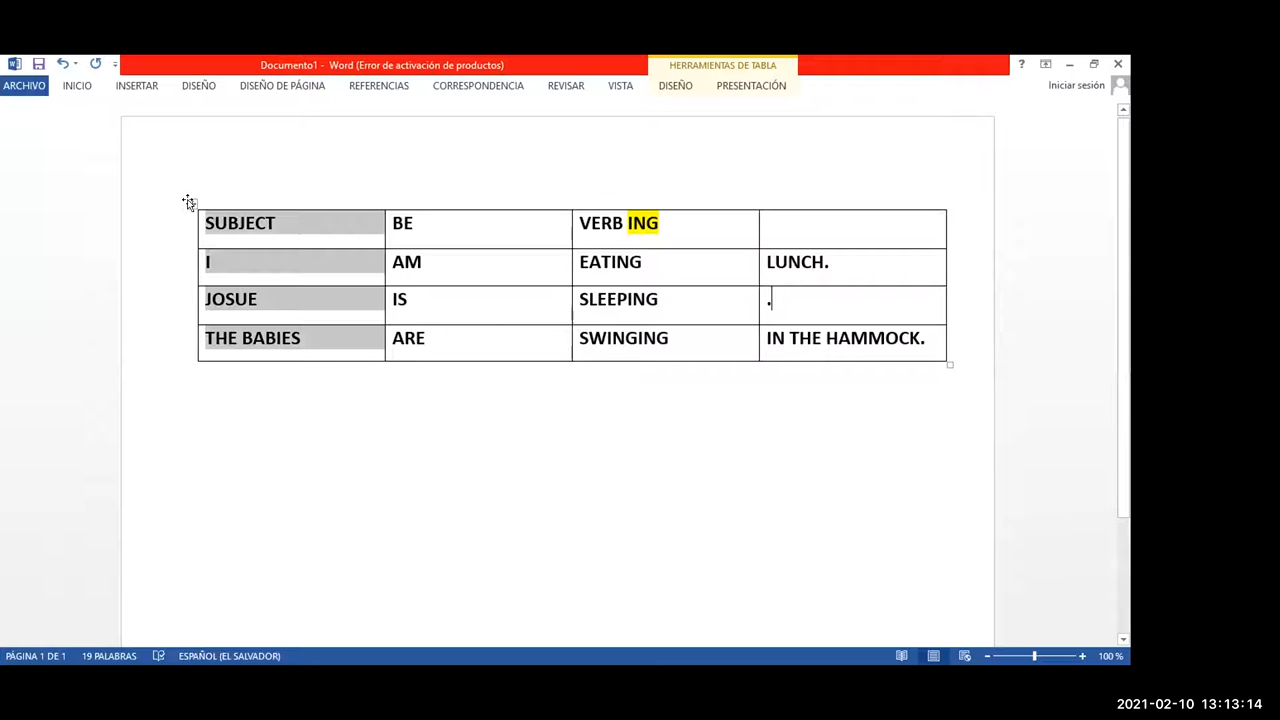 Documento1 - Word (Error de activación de productos)
HERRAMIENTAS DE TABLA
?
ARCHIVO INICIO INSERTAR DISEÑO DISEÑO DE PÁGINA REFERENCIAS CORRESPONDENCIA REVISAR VISTA DISEÑO PRESENTACIÓN Iniciar sesión
SUBJECT BE VERB ING
I AM EATING LUNCH.
JOSUE IS SLEEPING .
THE BABIES ARE SWINGING IN THE HAMMOCK.
PÁGINA 1 DE 1 19 PALABRAS ESPAÑOL (EL SALVADOR) 100 %
2021-02-10 13:13:14